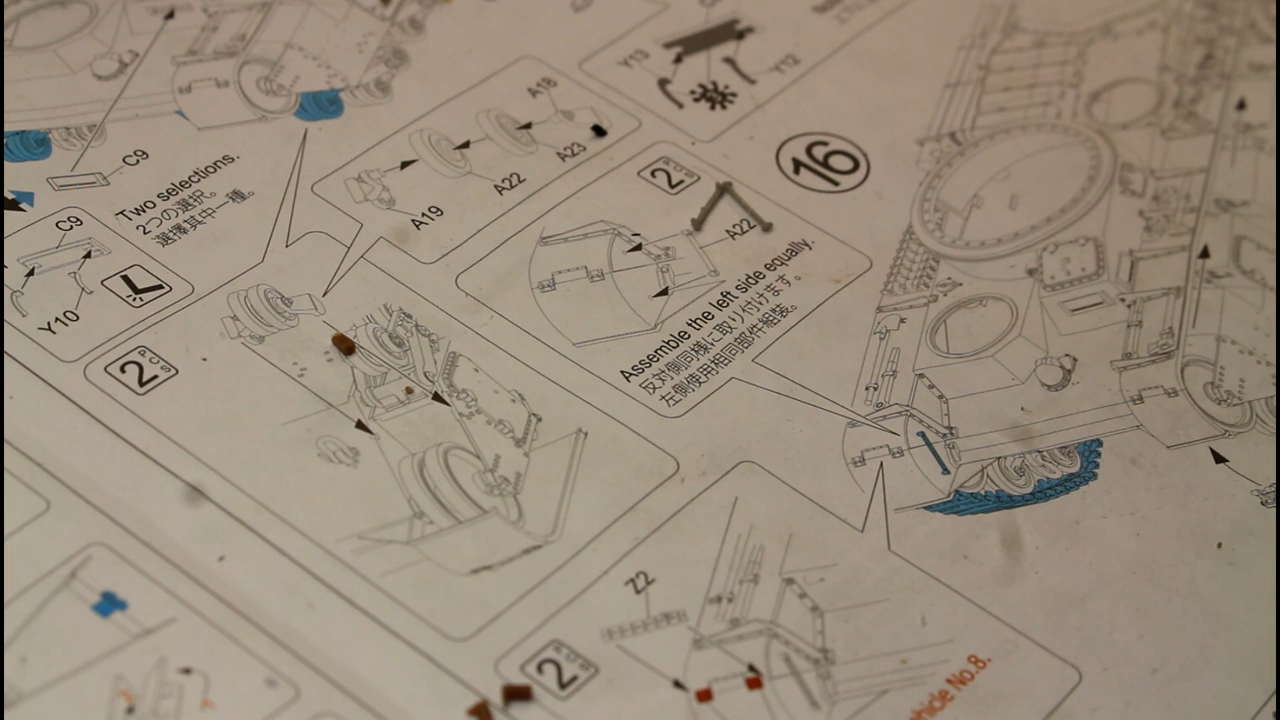 Y13
Y12
C9
Two selections.
2つの選択。
選擇其中一種。
C9
Y10
A18
A23
A22
A19
16
2 PCS
A22
Assemble the left side equally.
反対側同様に取り付けます。
左側使用相同部件組裝。
2 PCS
Z2
2 PCS
hicle No.8.